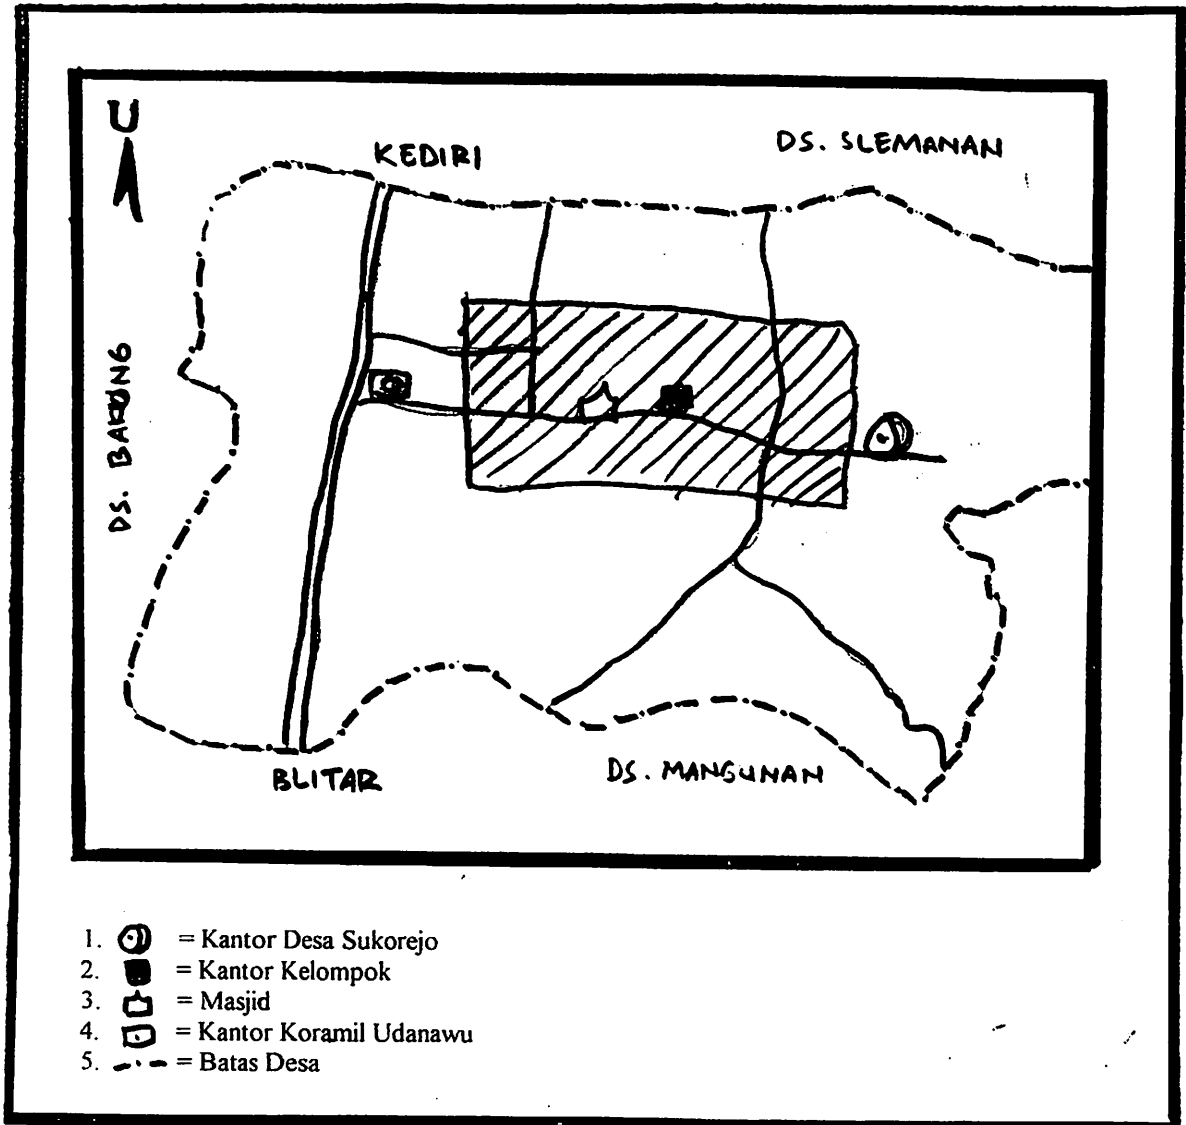 U
KEDIRI
DS. SLEMANAN
DS. BAKUNG
BLITAR
DS. MANGUNAN
1. = Kantor Desa Sukorejo
2. = Kantor Kelompok
3. = Masjid
4. = Kantor Koramil Udanawu
5. = Batas Desa